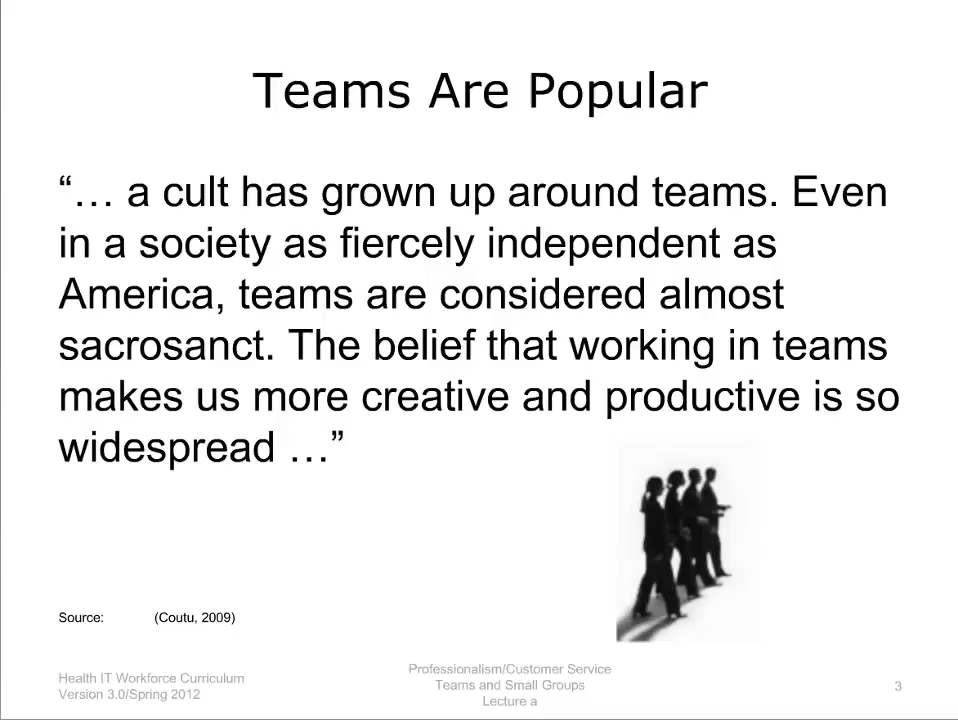 Teams Are Popular
“… a cult has grown up around teams. Even
in a society as fiercely independent as
America, teams are considered almost
sacrosanct. The belief that working in teams
makes us more creative and productive is so
widespread …”
Source: (Coutu, 2009)
Health IT Workforce Curriculum
Version 3.0/Spring 2012
Professionalism/Customer Service
Teams and Small Groups
Lecture a
3